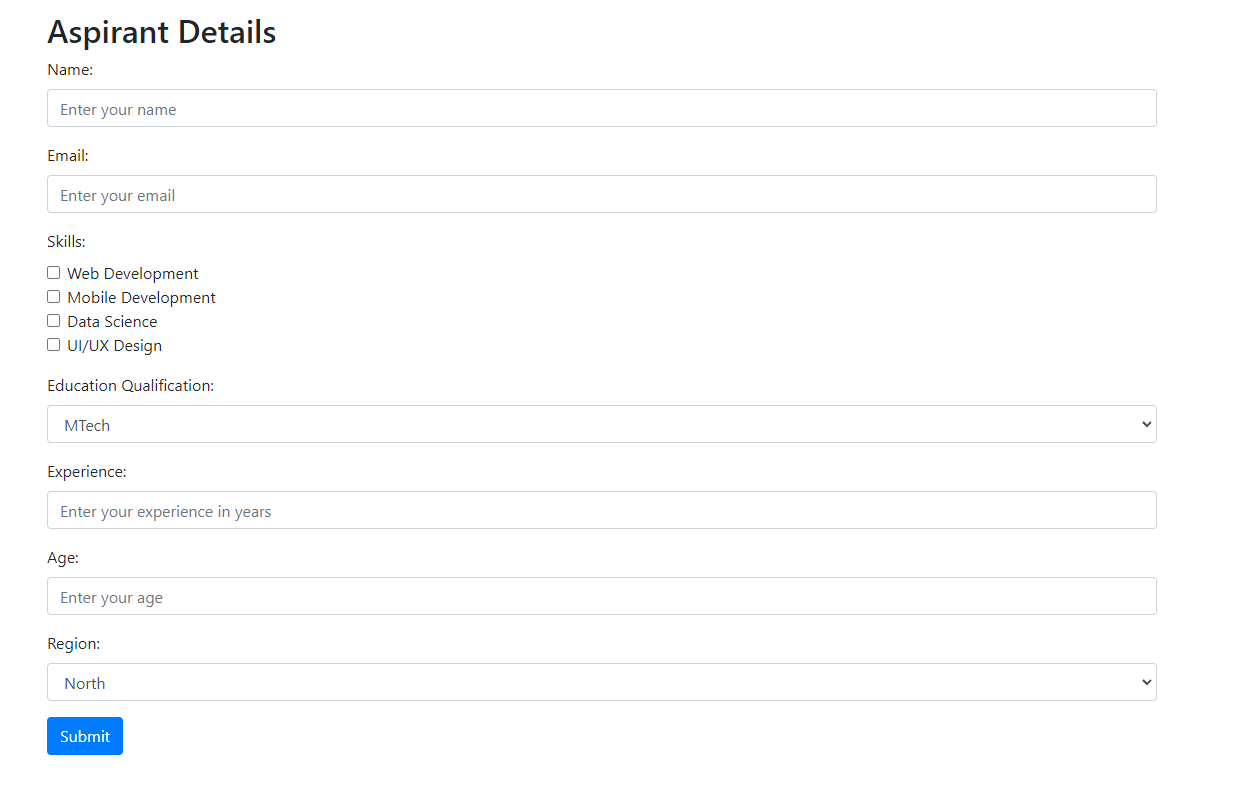 Aspirant Details
Name:
Enter your name
Email:
Enter your email
Skills:
Web Development
Mobile Development
Data Science
UI/UX Design
Education Qualification:
MTech
Experience:
Enter your experience in years
Age:
Enter your age
Region:
North
Submit